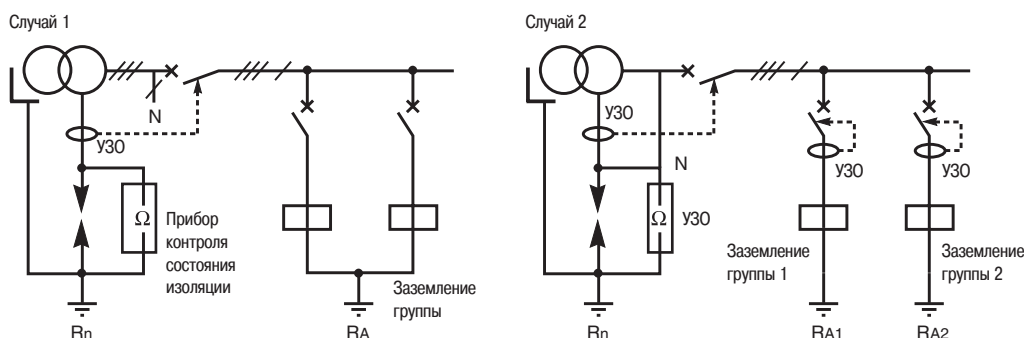 Случай 1
N
УЗО
Ω
Прибор
контроля
состояния
изоляции
Заземление
группы
Rn
RA
Случай 2
УЗО
N
Ω
УЗО
УЗО
УЗО
Заземление
группы 1
Заземление
группы 2
Rn
RA1
RA2